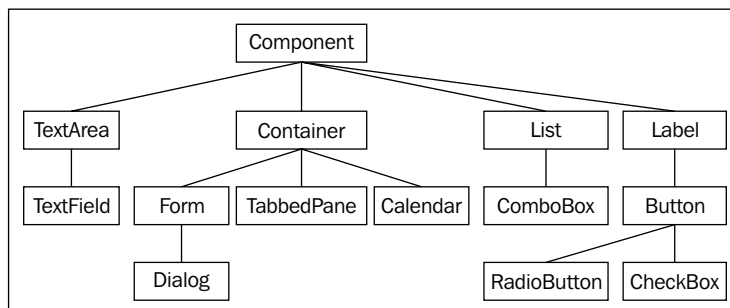 Component
TextArea
Container
List
Label
TextField
Form
TabbedPane
Calendar
ComboBox
Button
Dialog
RadioButton
CheckBox